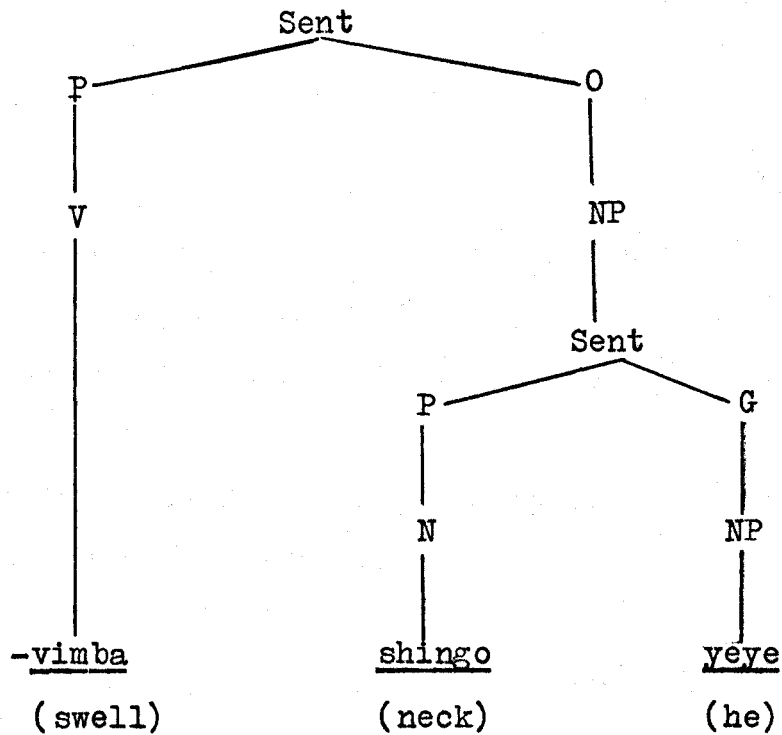 Sent
P O
V NP
Sent
P G
N NP
-vimba shingo yeye
(swell) (neck) (he)